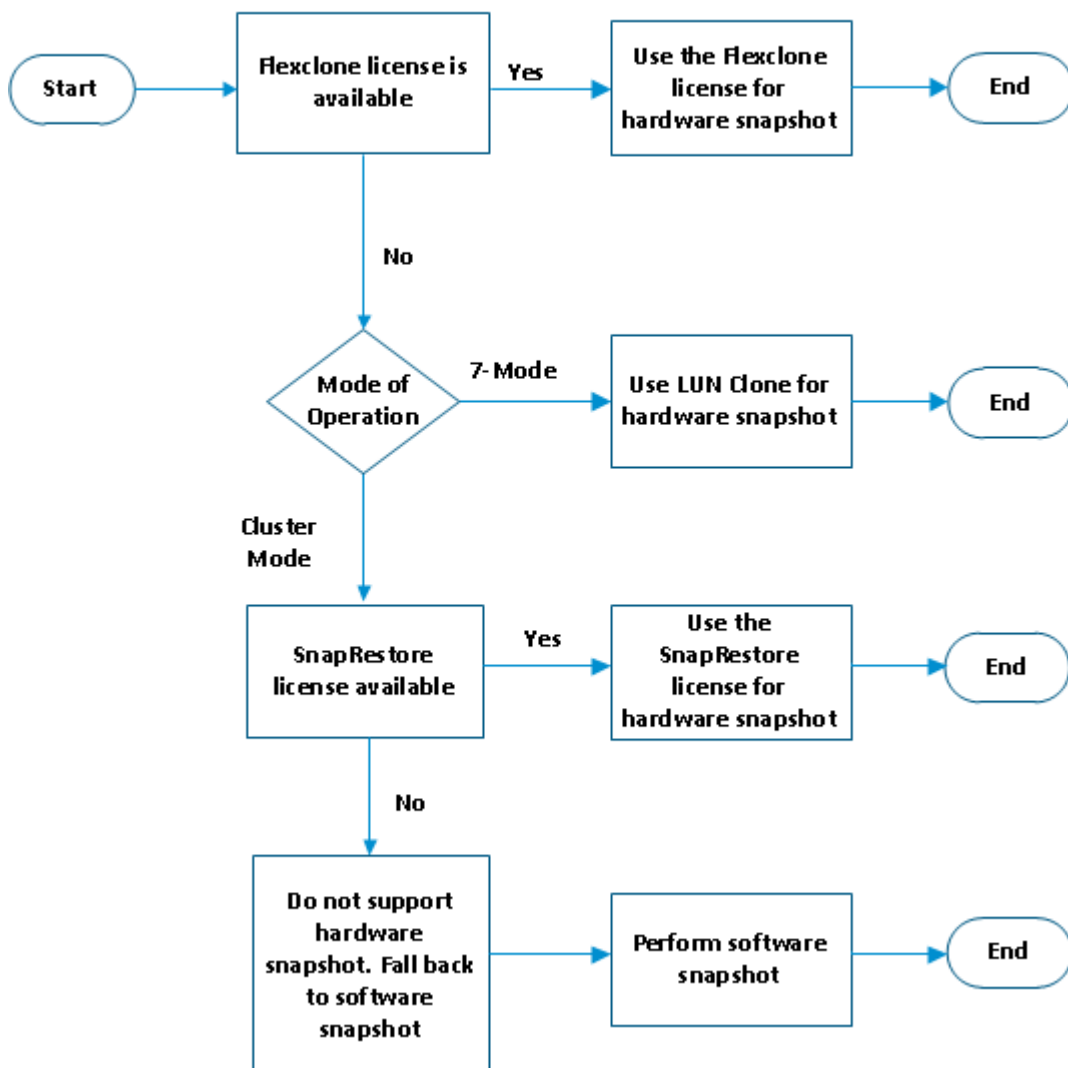 Flexclone license is
available
Start
Yes
Use the Flexclone
license for
hardware snapshot
End
No
Mode of
Operation
7-Mode
Use LUN Clone for
hardware snapshot
End
Cluster
Mode
SnapRestore
license available
Yes
Use the
SnapRestore
license for
hardware snapshot
End
No
Do not support
hardware
snapshot. Fall back
to software
snapshot
Perform software
snapshot
End